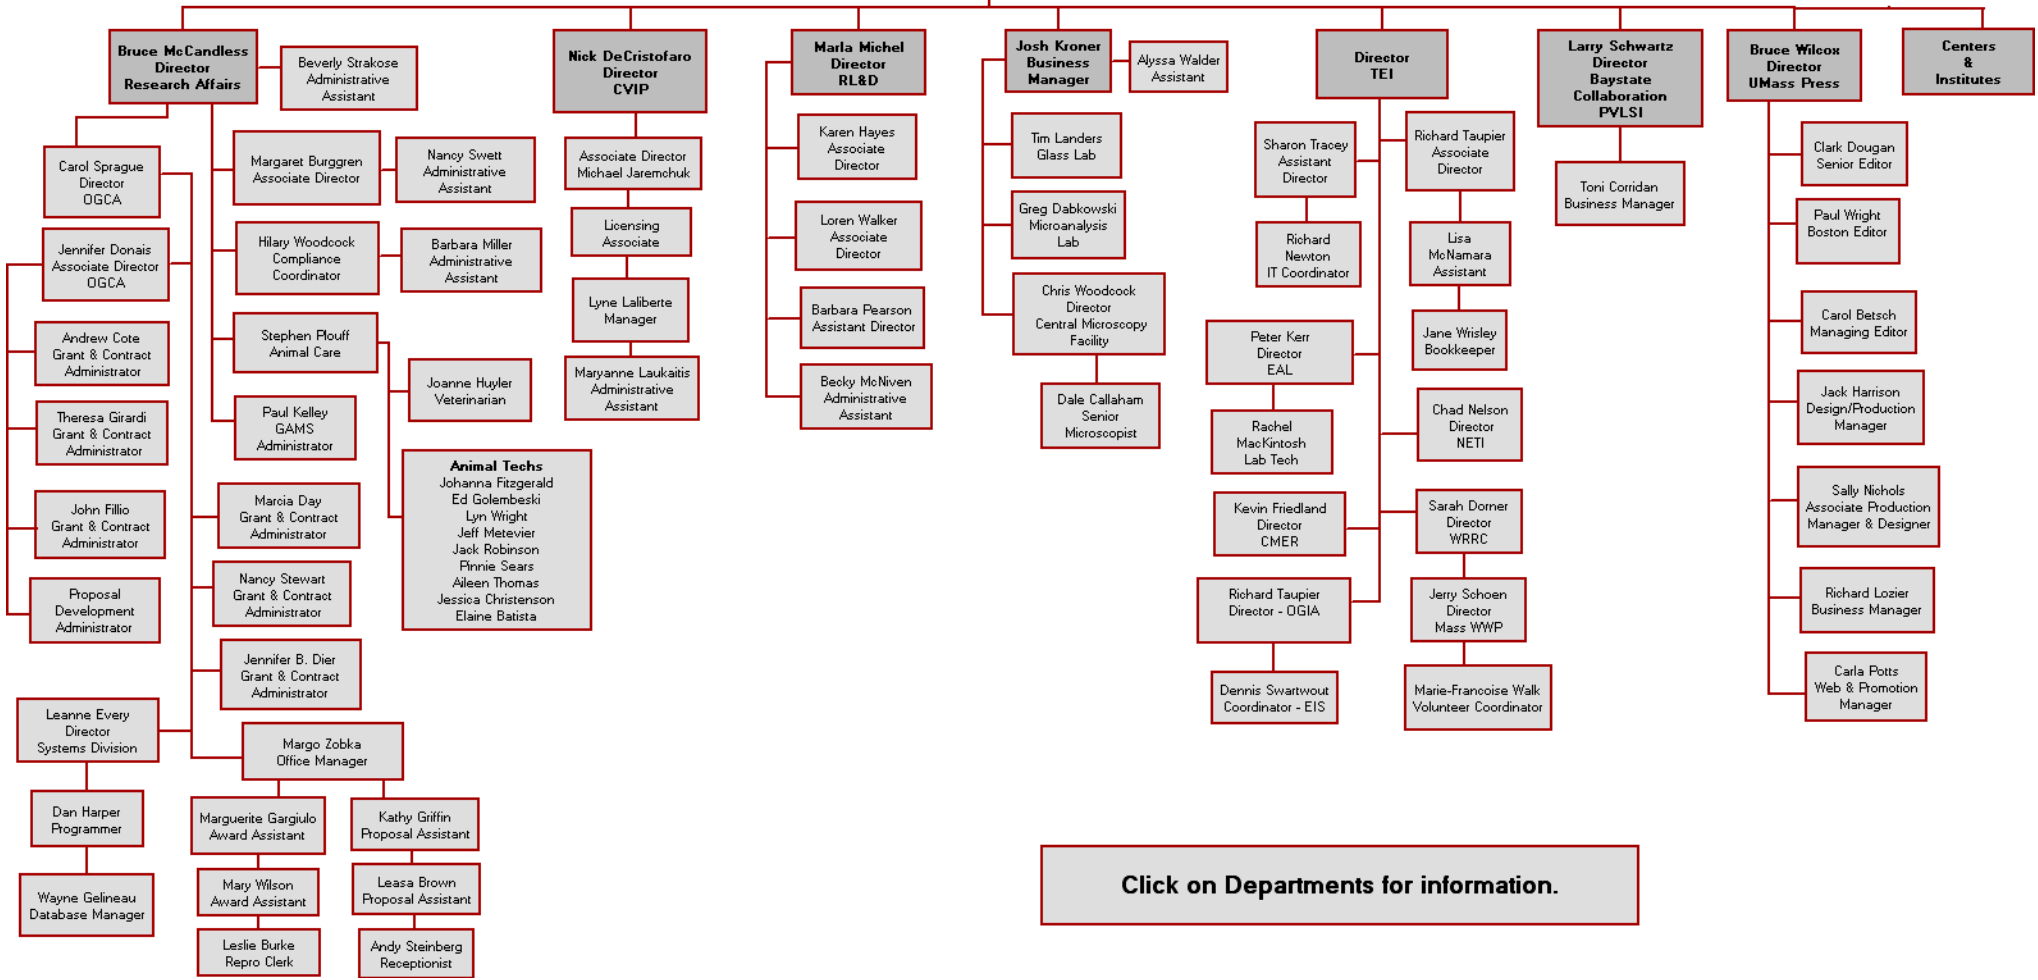 Bruce McCandless
Director
Research Affairs
Beverly Strakose
Administrative
Assistant
Carol Sprague
Director
OGCA
Jennifer Donais
Associate Director
OGCA
Andrew Cote
Grant & Contract
Administrator
Theresa Girardi
Grant & Contract
Administrator
John Fillio
Grant & Contract
Administrator
Proposal
Development
Administrator
Margaret Burggren
Associate Director
Nancy Swett
Administrative
Assistant
Hilary Woodcock
Compliance
Coordinator
Barbara Miller
Administrative
Assistant
Stephen Plouff
Animal Care
Joanne Huyler
Veterinarian
Paul Kelley
GAMS
Administrator
Animal Techs
Johanna Fitzgerald
Ed Golembeski
Lyn Wright
Jeff Metevier
Jack Robinson
Pinnie Sears
Aileen Thomas
Jessica Christenson
Elaine Batista
Marcia Day
Grant & Contract
Administrator
Nancy Stewart
Grant & Contract
Administrator
Jennifer B. Dier
Grant & Contract
Administrator
Leanne Every
Director
Systems Division
Dan Harper
Programmer
Wayne Gelineau
Database Manager
Margo Zobka
Office Manager
Marguerite Gargiulo
Award Assistant
Mary Wilson
Award Assistant
Leslie Burke
Repro Clerk
Kathy Griffin
Proposal Assistant
Leasa Brown
Proposal Assistant
Andy Steinberg
Receptionist
Nick DeCristofaro
Director
CVIP
Associate Director
Michael Jaremchuk
Licensing
Associate
Lyne Laliberte
Manager
Maryanne Laukaitis
Administrative
Assistant
Marla Michel
Director
RL&D
Karen Hayes
Associate
Director
Loren Walker
Associate
Director
Barbara Pearson
Assistant Director
Becky McNiven
Administrative
Assistant
Josh Kroner
Business
Manager
Alyssa Walder
Assistant
Tim Landers
Glass Lab
Greg Dabkowski
Microanalysis
Lab
Chris Woodcock
Director
Central Microscopy
Facility
Dale Callaham
Senior
Microscopist
Director
TEI
Sharon Tracey
Assistant
Director
Richard
Newton
IT Coordinator
Richard Taupier
Associate
Director
Lisa
McNamara
Assistant
Jane Wrisley
Bookkeeper
Peter Kerr
Director
EAL
Rachel
MacKintosh
Lab Tech
Chad Nelson
Director
NETI
Kevin Friedland
Director
CMER
Sarah Dorner
Director
WRRC
Richard Taupier
Director - OGIA
Dennis Swartwout
Coordinator - EIS
Jerry Schoen
Director
Mass WWP
Marie-Francoise Walk
Volunteer Coordinator
Larry Schwartz
Director
Baystate
Collaboration
PVLSI
Toni Corridan
Business Manager
Bruce Wilcox
Director
UMass Press
Clark Dougan
Senior Editor
Paul Wright
Boston Editor
Carol Betsch
Managing Editor
Jack Harrison
Design/Production
Manager
Sally Nichols
Associate Production
Manager & Designer
Richard Lozier
Business Manager
Carla Potts
Web & Promotion
Manager
Centers
&
Institutes
Click on Departments for information.